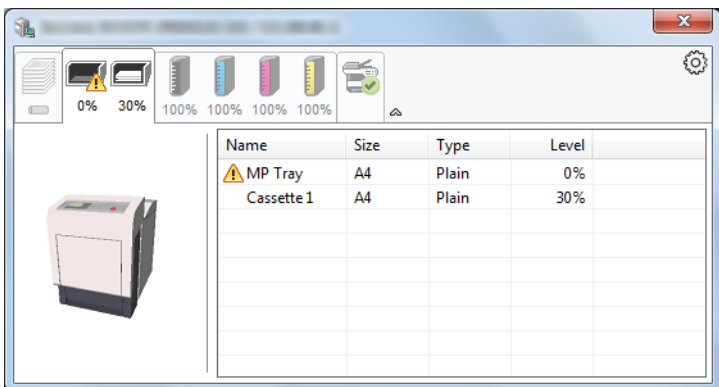 0% 30% 100% 100% 100% 100%
Name Size Type Level
MP Tray A4 Plain 0%
Cassette 1 A4 Plain 30%